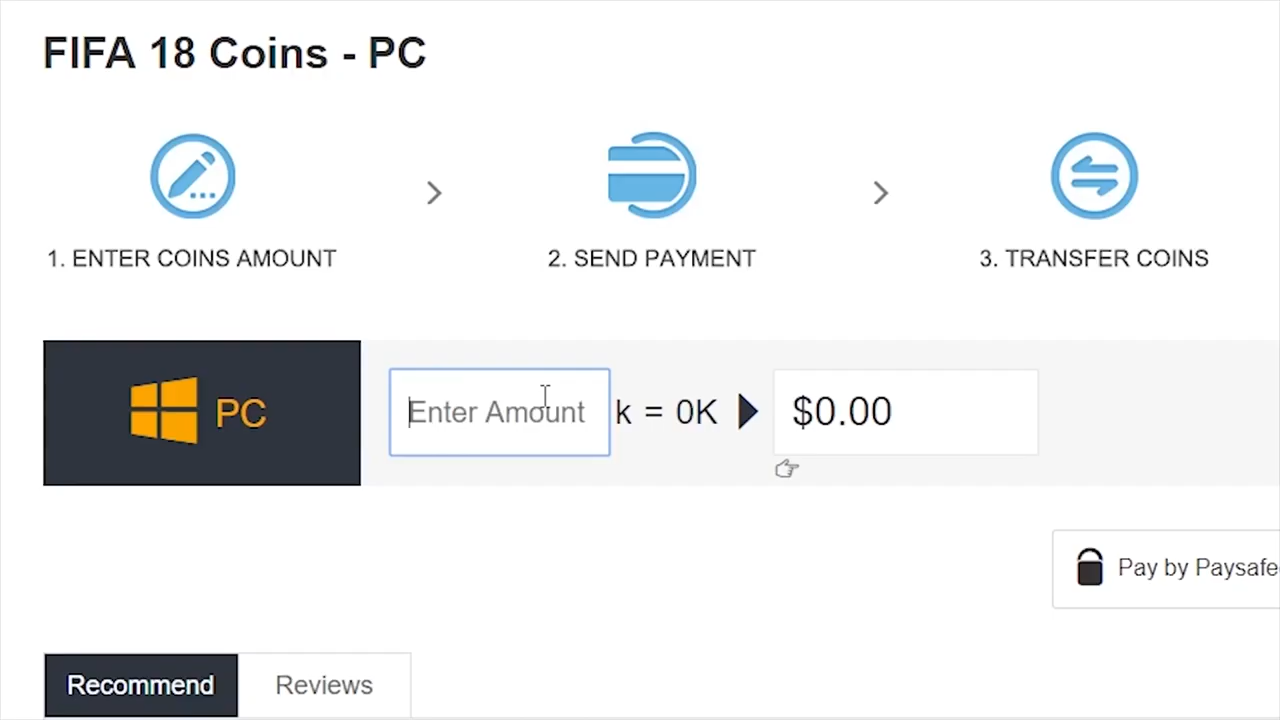 FIFA 18 Coins - PC
1. ENTER COINS AMOUNT
2. SEND PAYMENT
3. TRANSFER COINS
PC
Enter Amount
k = 0K
$0.00
Pay by Paysafe
Recommend
Reviews